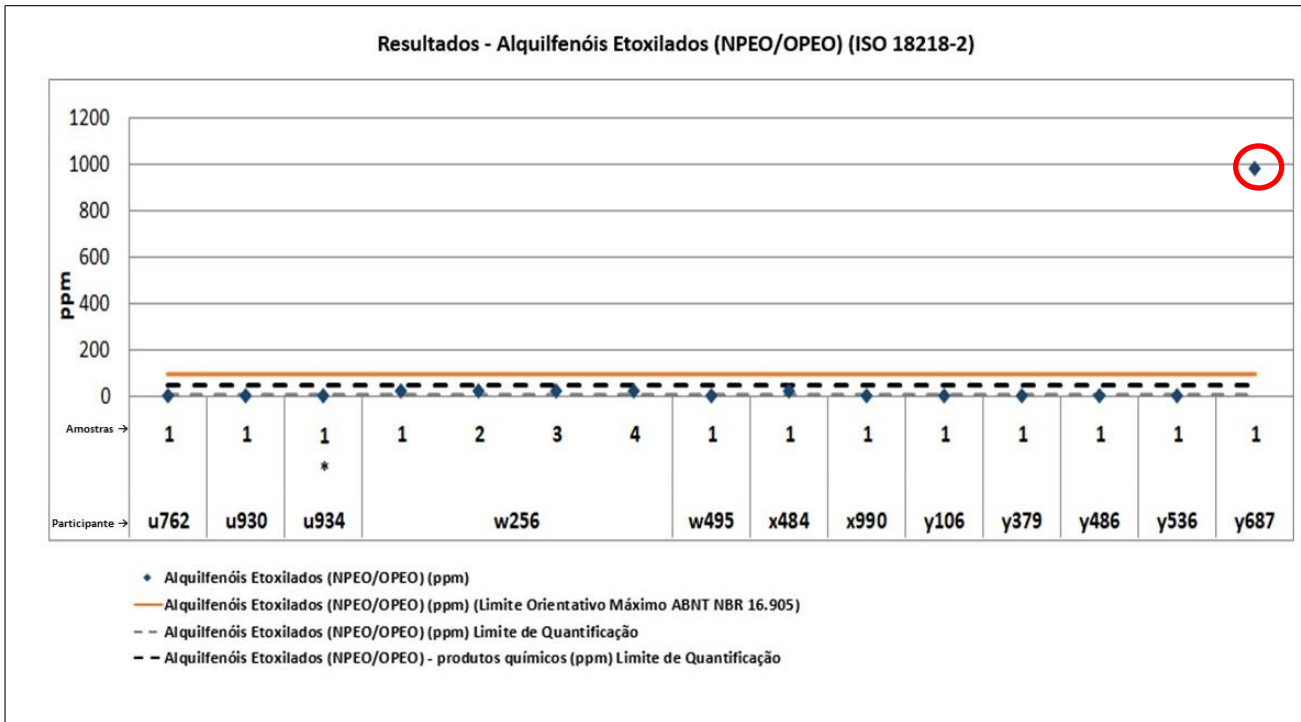 Resultados - Alquilfenóis Etoxilados (NPEO/OPEO) (ISO 18218-2)
1200
1000
800
600
400
200
0
ppm
Amostras → 1 1 1 1 2 3 4 1 1 1 1 1 1 1 1
*
Participante → u762 u930 u934 w256 w495 x484 x990 y106 y379 y486 y536 y687
Alquilfenóis Etoxilados (NPEO/OPEO) (ppm)
Alquilfenóis Etoxilados (NPEO/OPEO) (ppm) (Limite Orientativo Máximo ABNT NBR 16.905)
Alquilfenóis Etoxilados (NPEO/OPEO) (ppm) Limite de Quantificação
Alquilfenóis Etoxilados (NPEO/OPEO) - produtos químicos (ppm) Limite de Quantificação